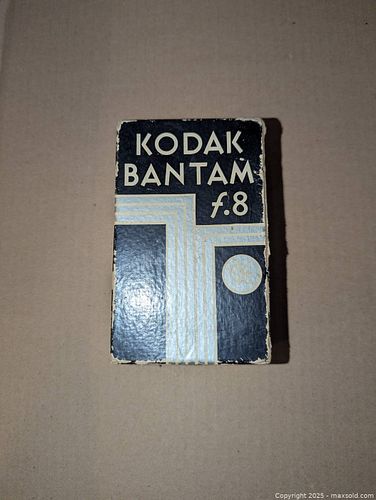 KODAK
BANTAM
f.8
Copyright 2025 - maxsold.com